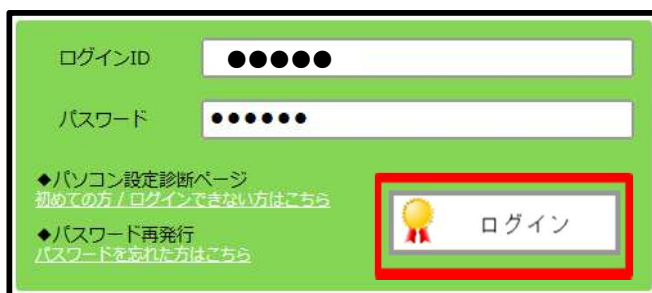 ログインID ●●●●●
パスワード ●●●●●●
◆パソコン設定診断ページ
初めての方 / ログインできない方はこちら
◆パスワード再発行
パスワードを忘れた方はこちら
ログイン